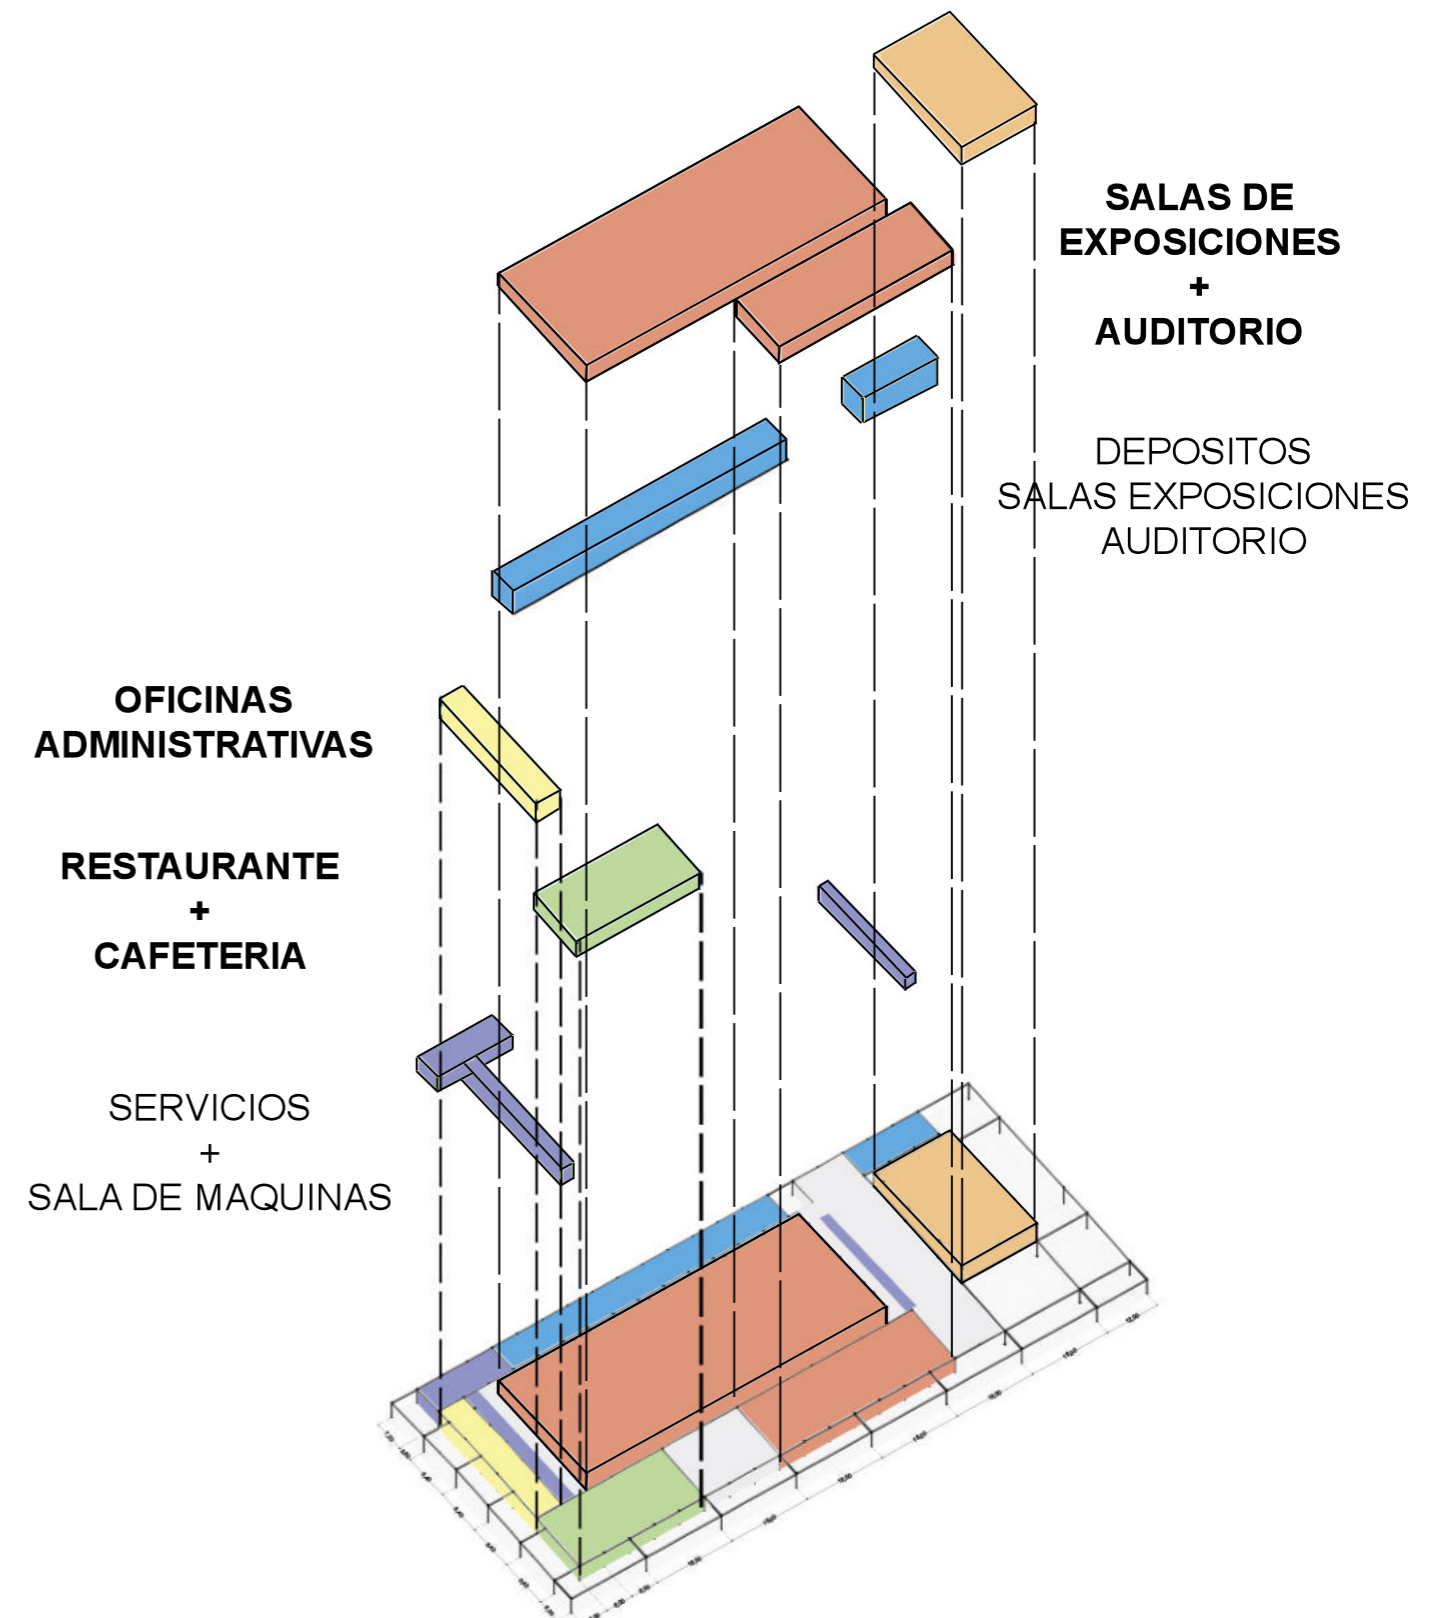 SALAS DE
EXPOSICIONES
+
AUDITORIO
DEPOSITOS
SALAS EXPOSICIONES
AUDITORIO
OFICINAS
ADMINISTRATIVAS
RESTAURANTE
+
CAFETERIA
SERVICIOS
+
SALA DE MAQUINAS